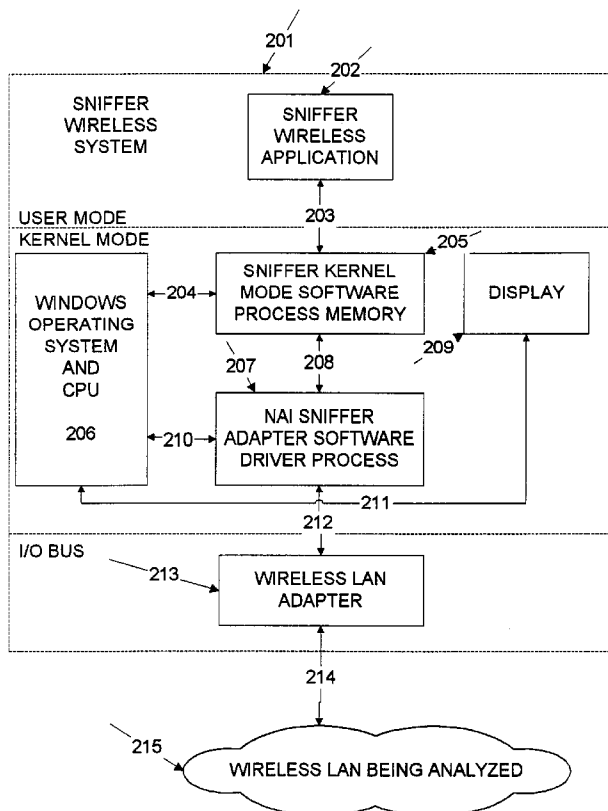 201
202
SNIFFER
WIRELESS
SYSTEM
SNIFFER
WIRELESS
APPLICATION
203
USER MODE
KERNEL MODE
205
WINDOWS
OPERATING
SYSTEM
AND
CPU
206
204
SNIFFER KERNEL
MODE SOFTWARE
PROCESS MEMORY
DISPLAY
209
207
208
210
NAI SNIFFER
ADAPTER SOFTWARE
DRIVER PROCESS
211
212
I/O BUS
213
WIRELESS LAN
ADAPTER
214
215
WIRELESS LAN BEING ANALYZED